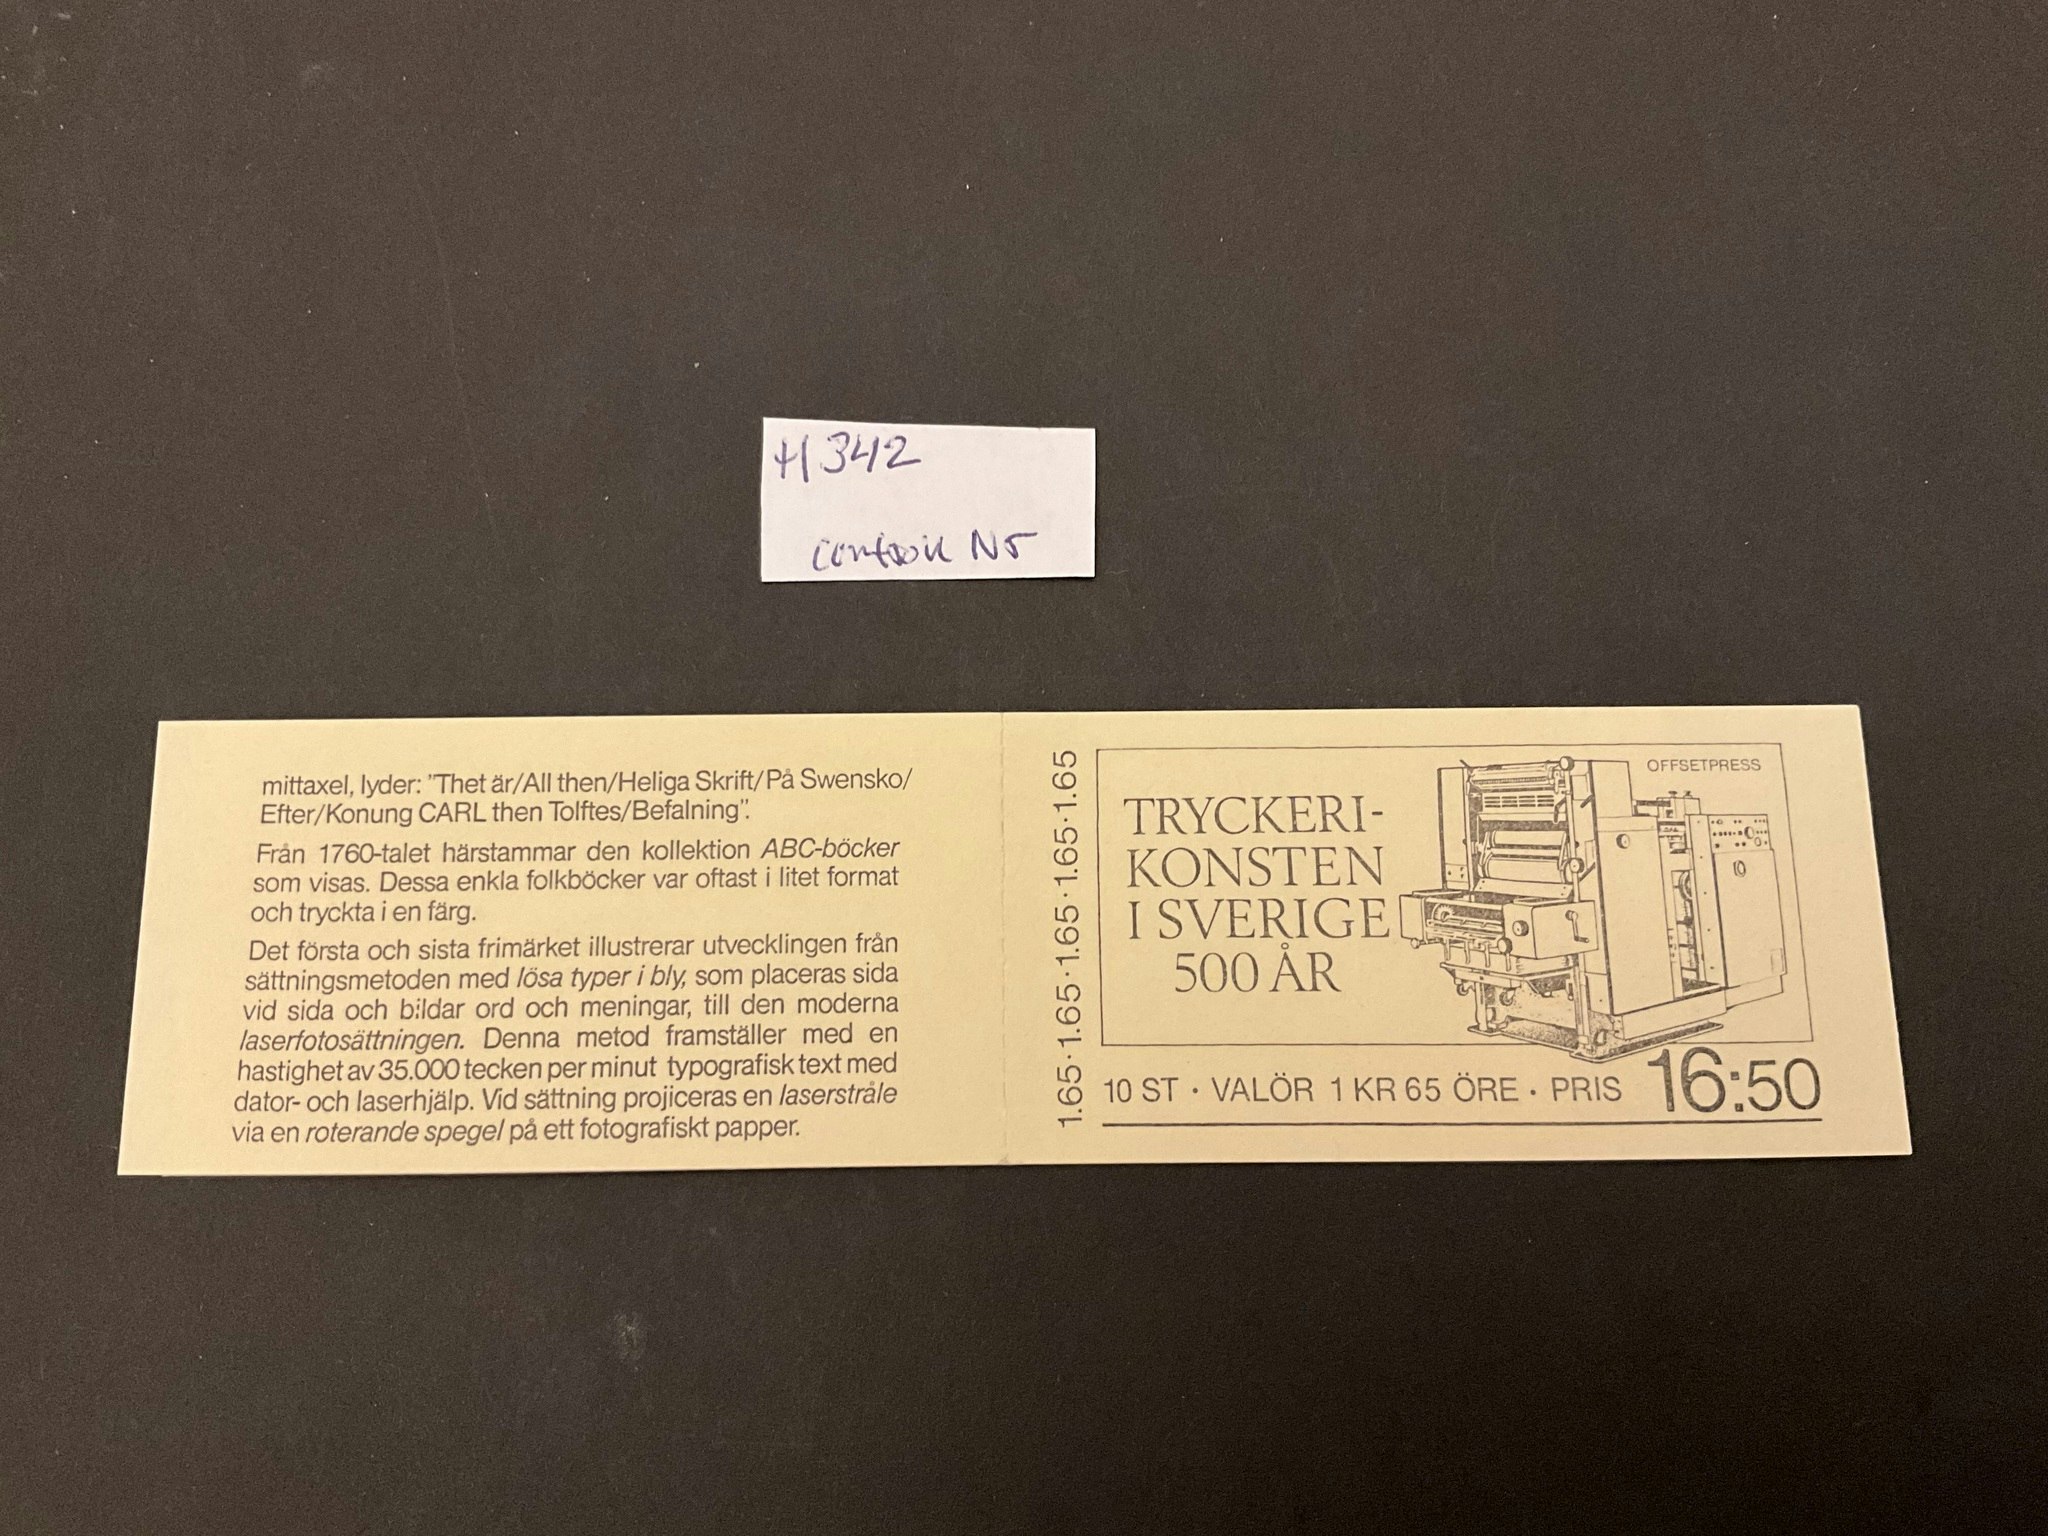 H 342
controll Nr
mittaxel, lyder: "Thet är/All then/Heliga Skrift/På Swensko/
Efter/Konung CARL then Tolftes/Befalning".
Från 1760-talet härstammar den kollektion ABC-böcker
som visas. Dessa enkla folkböcker var oftast i litet format
och tryckta i en färg.
Det första och sista frimärket illustrerar utvecklingen från
sättningsmetoden med lösa typer i bly, som placeras sida
vid sida och bildar ord och meningar, till den moderna
laserfotosättningen. Denna metod framställer med en
hastighet av 35.000 tecken per minut typografisk text med
dator- och laserhjälp. Vid sättning projiceras en laserstråle
via en roterande spegel på ett fotografiskt papper.
1.65·1.65·1.65·1.65·1.65·1.65
OFFSETPRESS
TRYCKERI-
KONSTEN
I SVERIGE
500 ÅR
10 ST · VALÖR 1 KR 65 ÖRE · PRIS 16:50